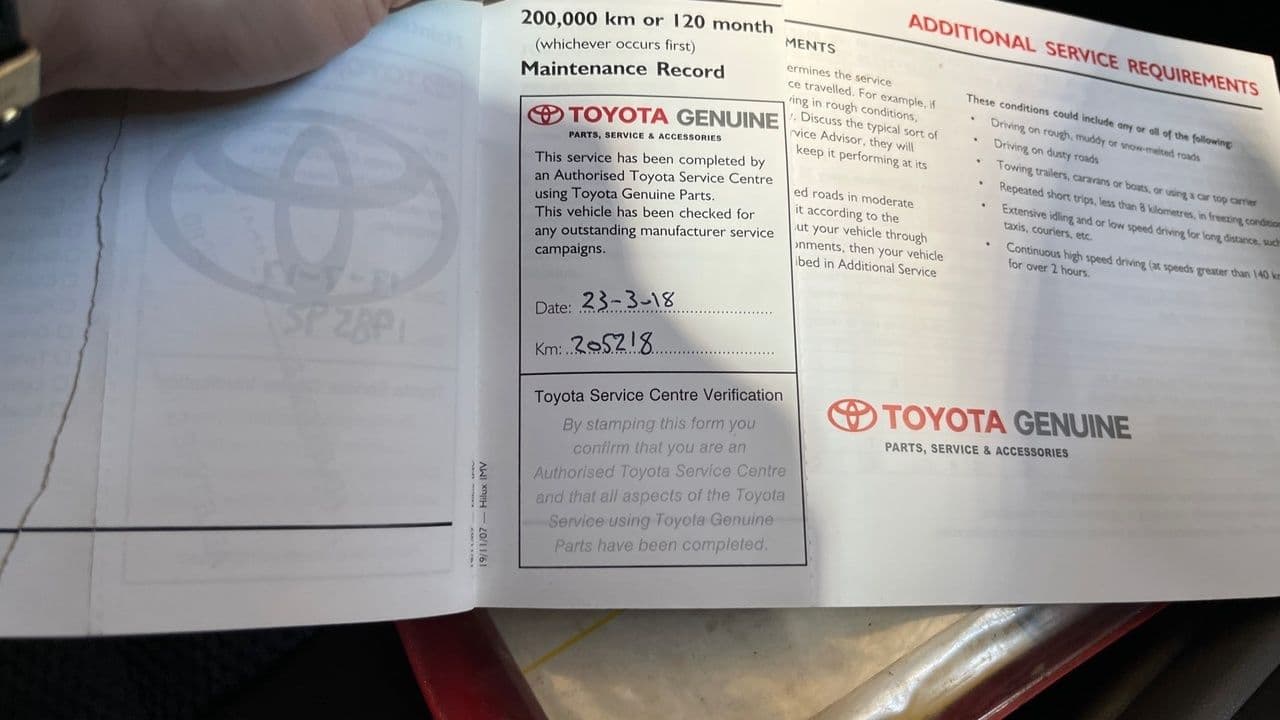 200,000 km or 120 month
(whichever occurs first)
Maintenance Record
TOYOTA GENUINE
PARTS, SERVICE & ACCESSORIES
This service has been completed by
an Authorised Toyota Service Centre
using Toyota Genuine Parts.
This vehicle has been checked for
any outstanding manufacturer service
campaigns.
Date: 23-3-18
Km: 205218
Toyota Service Centre Verification
By stamping this form you
confirm that you are an
Authorised Toyota Service Centre
and that all aspects of the Toyota
Service using Toyota Genuine
Parts have been completed.
19/11/07 — Hilux IMV
MENTS
ermines the service
ce travelled. For example, if
ring in rough conditions,
. Discuss the typical sort of
rvice Advisor, they will
keep it performing at its
ed roads in moderate
it according to the
ut your vehicle through
onments, then your vehicle
ibed in Additional Service
ADDITIONAL SERVICE REQUIREMENTS
These conditions could include any or all of the following:
• Driving on rough, muddy or snow-melted roads
• Driving on dusty roads
• Towing trailers, caravans or boats, or using a car top carrier
• Repeated short trips, less than 8 kilometres, in freezing conditio
• Extensive idling and or low speed driving for long distance, such
taxis, couriers, etc.
• Continuous high speed driving (at speeds greater than 140 k
for over 2 hours.
TOYOTA GENUINE
PARTS, SERVICE & ACCESSORIES